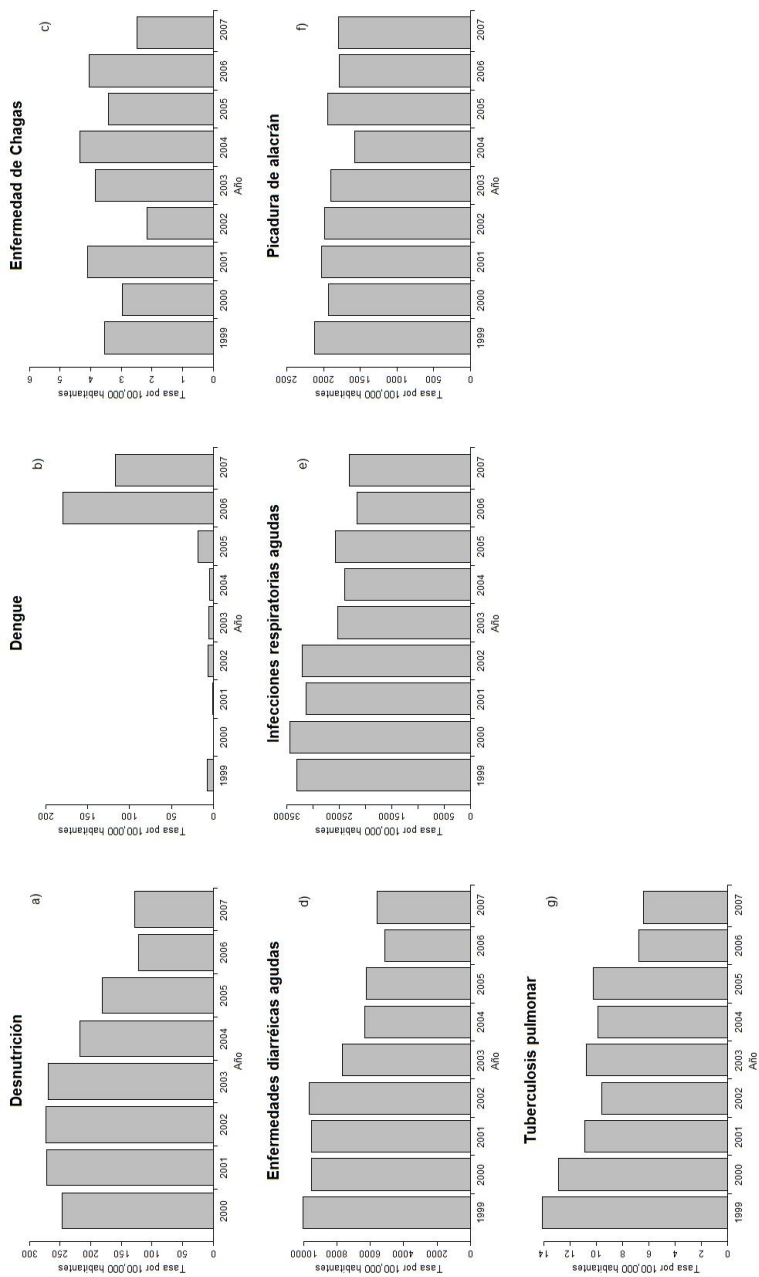 a)
Desnutrición
Tasa por 100,000 habitantes
300
250
200
150
100
50
0
2000 2001 2002 2003 2004 2005 2006 2007
Año
b)
Dengue
Tasa por 100,000 habitantes
200
150
100
50
0
1999 2000 2001 2002 2003 2004 2005 2006 2007
Año
c)
Enfermedad de Chagas
Tasa por 100,000 habitantes
6
5
4
3
2
1
0
1999 2000 2001 2002 2003 2004 2005 2006 2007
Año
d)
Enfermedades diarréicas agudas
Tasa por 100,000 habitantes
10000
8000
6000
4000
2000
0
1999 2000 2001 2002 2003 2004 2005 2006 2007
Año
e)
Infecciones respiratorias agudas
Tasa por 100,000 habitantes
35000
25000
15000
5000
0
1999 2000 2001 2002 2003 2004 2005 2006 2007
Año
f)
Picadura de alacrán
Tasa por 100,000 habitantes
2500
2000
1500
1000
500
0
1999 2000 2001 2002 2003 2004 2005 2006 2007
Año
g)
Tuberculosis pulmonar
Tasa por 100,000 habitantes
14
12
10
8
6
4
2
0
1999 2000 2001 2002 2003 2004 2005 2006 2007
Año